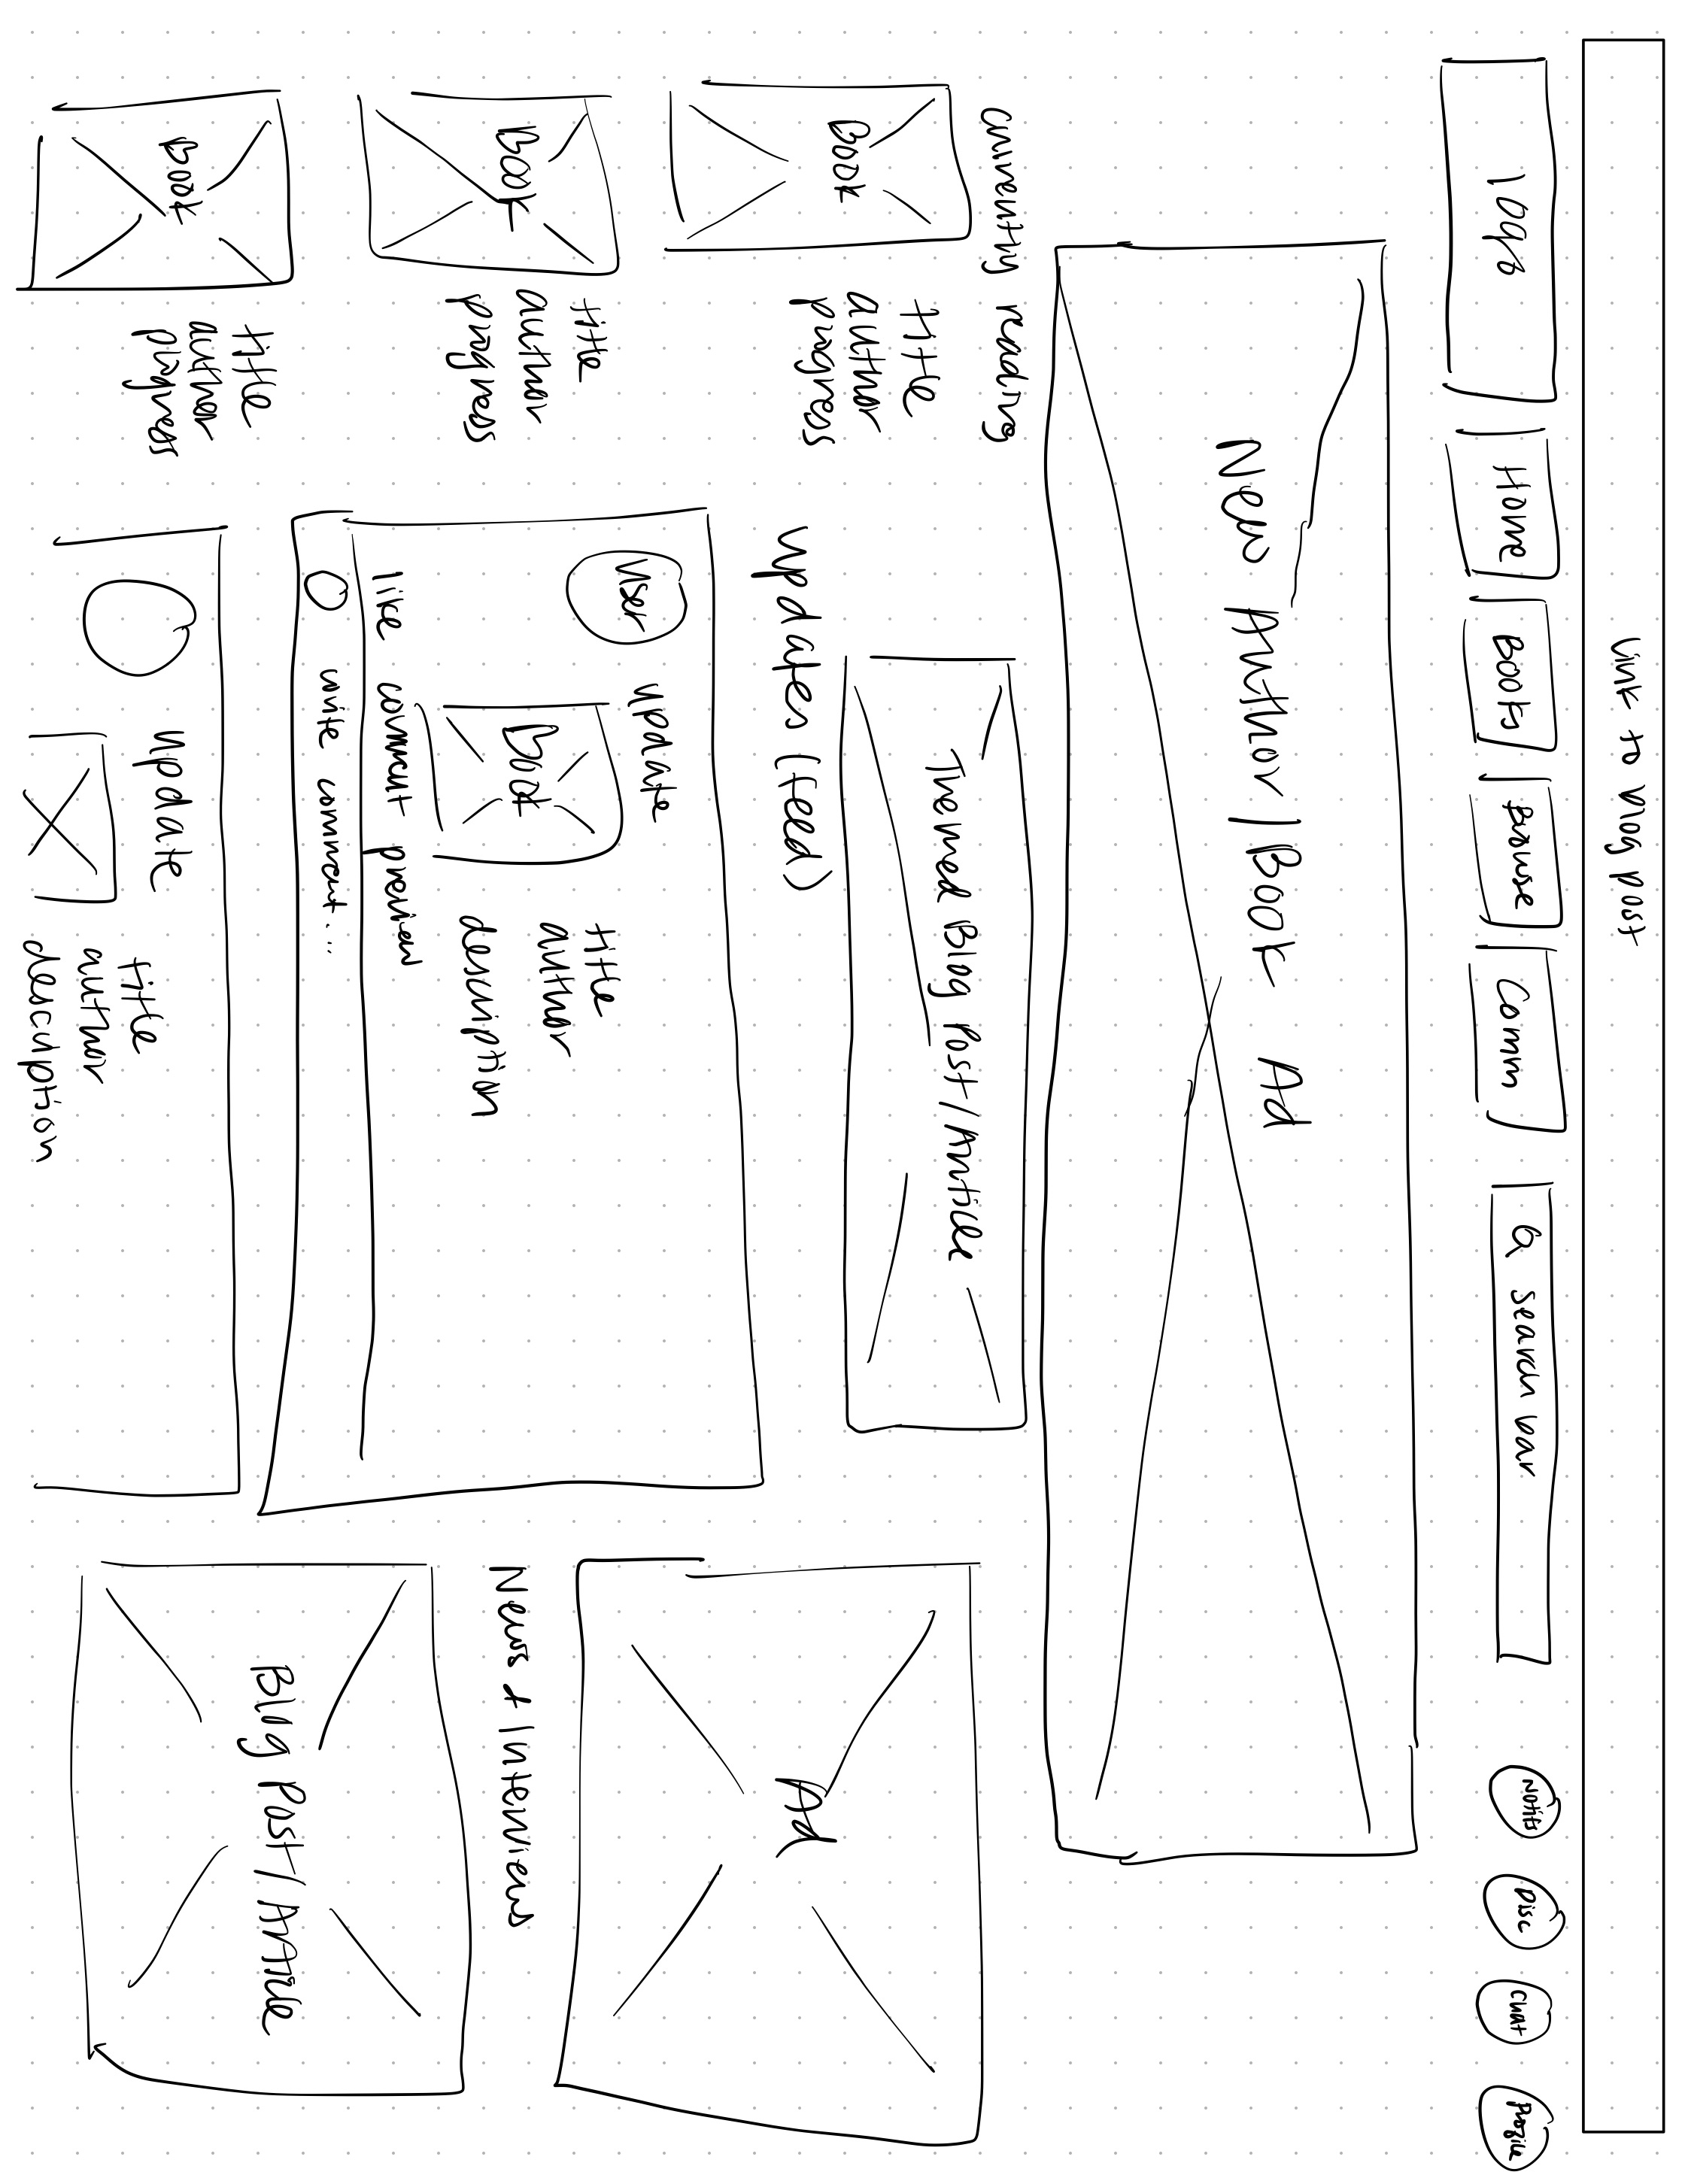 Link to blog post
Logo
Home
Books
Browse
Comm
search bar
Notifs
Disc
Chat
Profile
New Author/Book Ad
currently reading
Book
title
author
progress
Book
title
author
progress
Book
title
author
progress
Themed Blog Post/Article
updates (feed)
user
update
Book
title
author
description
like comment preview
write comment...
update
title
author
description
Ad
News + Interviews
Blog Post/Article